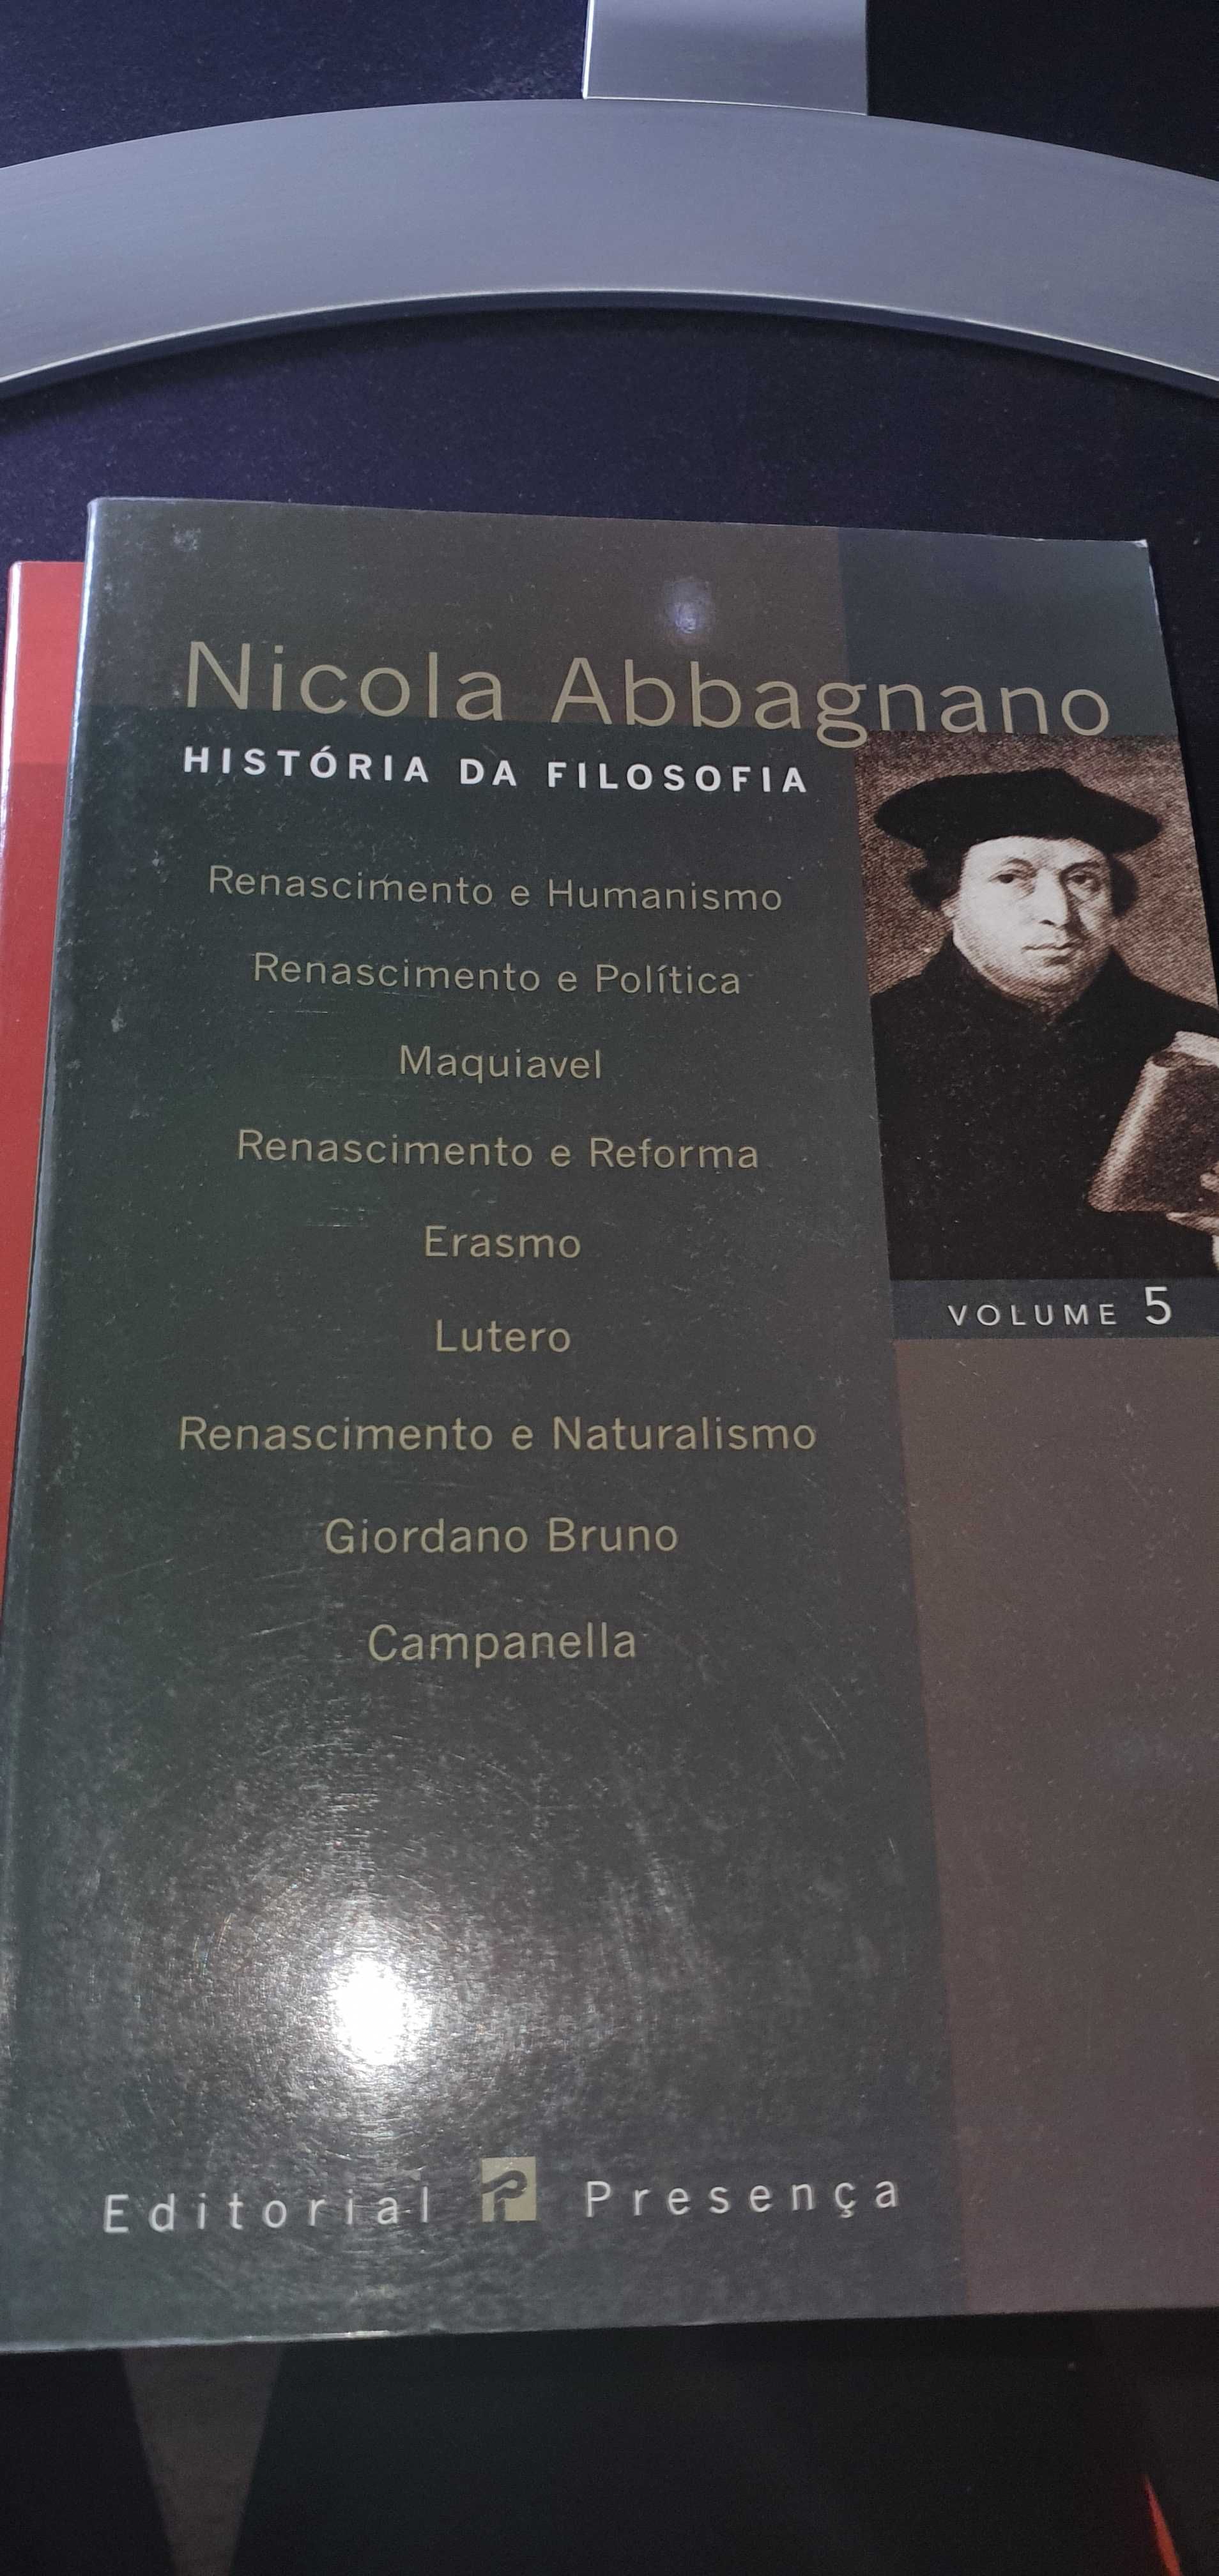 Nicola Abbagnano
HISTÓRIA DA FILOSOFIA
Renascimento e Humanismo
Renascimento e Política
Maquiavel
Renascimento e Reforma
Erasmo
Lutero
Renascimento e Naturalismo
Giordano Bruno
Campanella
VOLUME 5
Editorial Presença